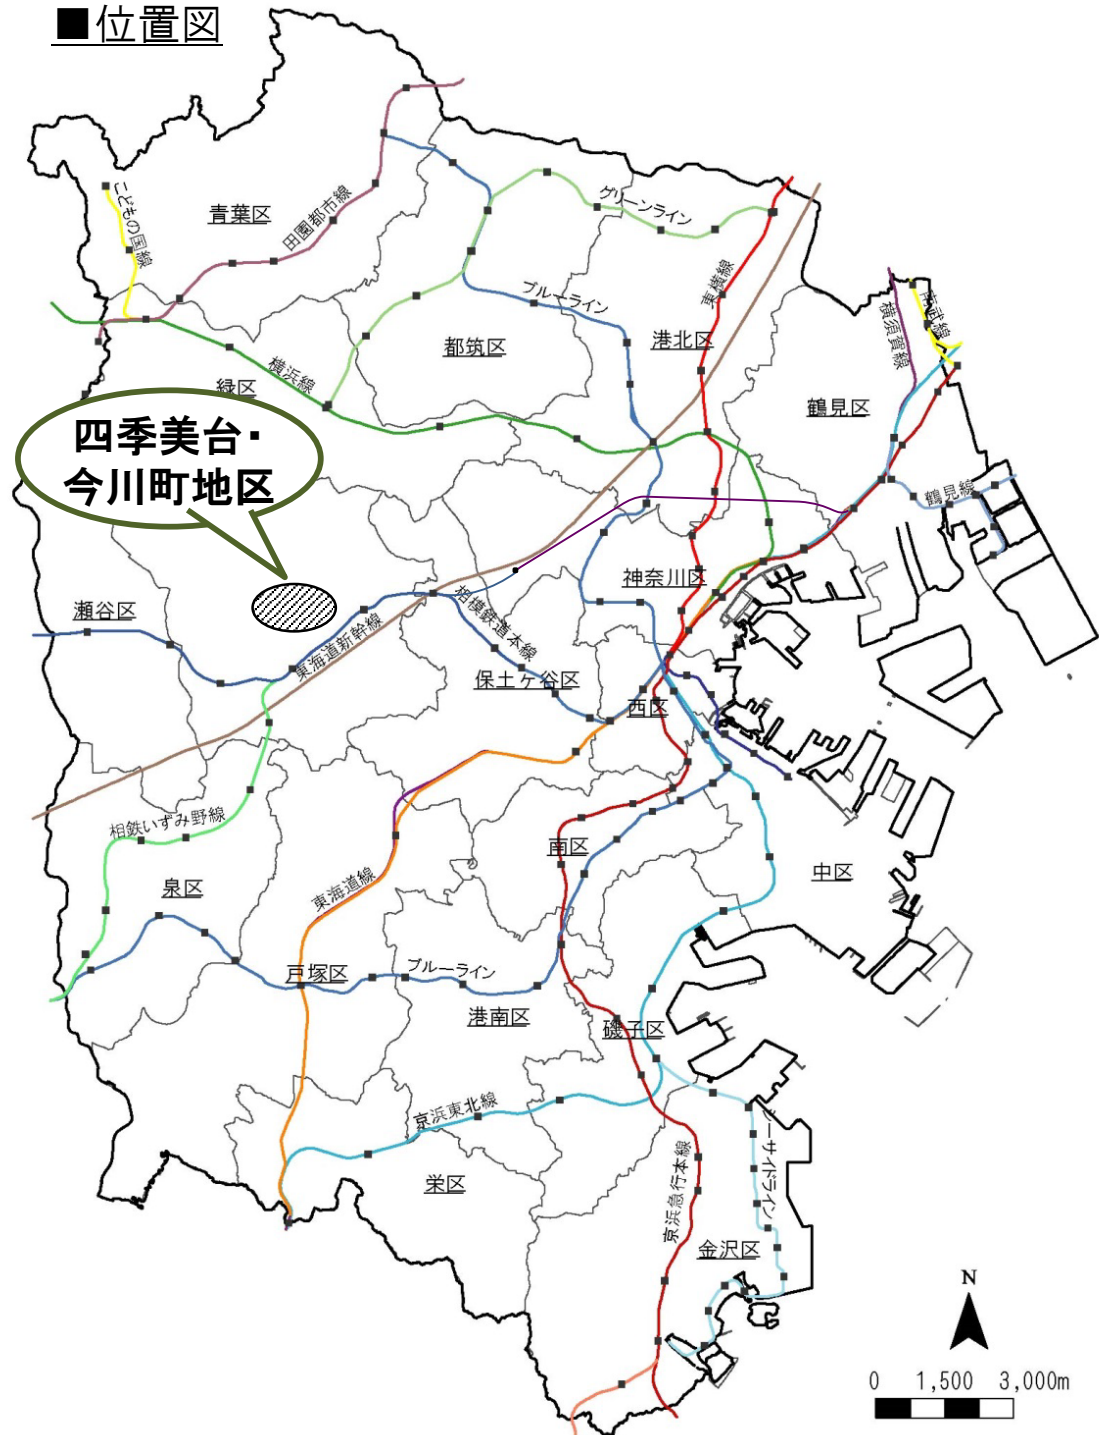 ■位置図
こどもの国線
青葉区
田園都市線
グリーンライン
ブルーライン
東横線
都筑区
港北区
横須賀線
南武線
横浜線
緑区
鶴見区
四季美台・
今川町地区
鶴見線
神奈川区
瀬谷区
相模鉄道本線
東海道新幹線
保土ヶ谷区
西区
相鉄いずみ野線
南区
中区
泉区
東海道線
戸塚区
ブルーライン
港南区
磯子区
京浜東北線
栄区
京浜急行本線
シーサイドライン
金沢区
N
0 1,500 3,000m